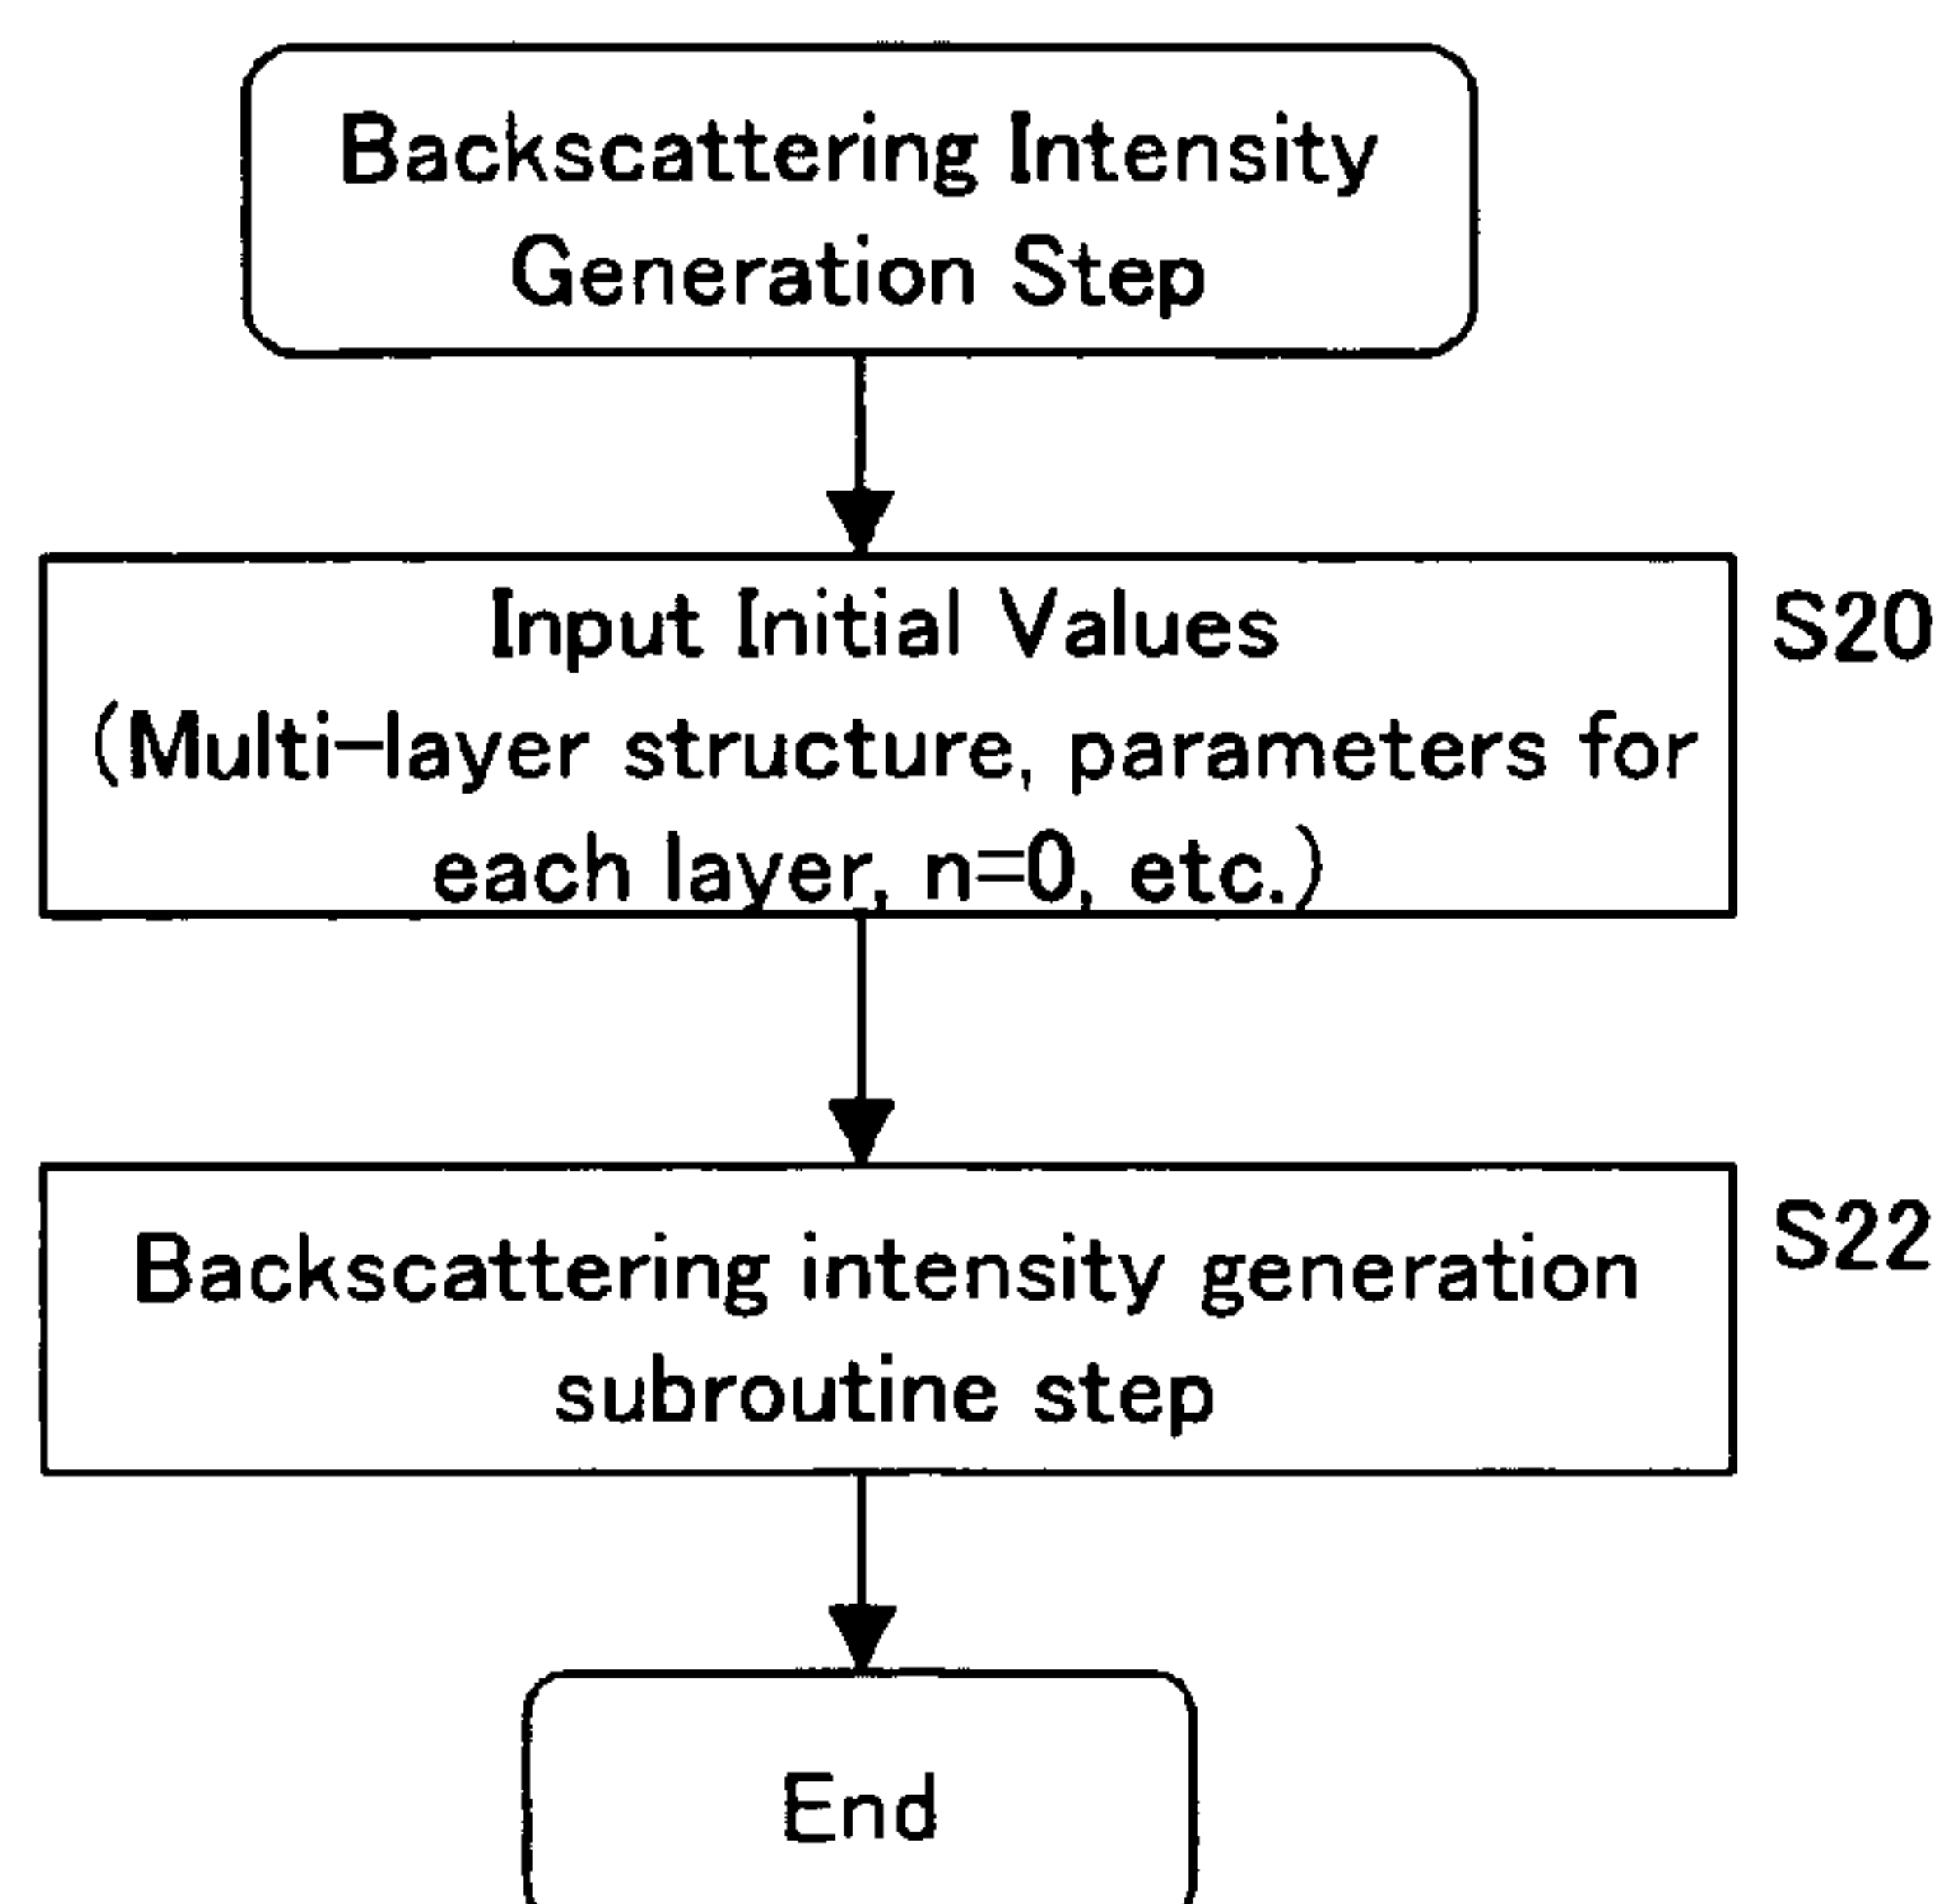 Backscattering Intensity
Generation Step
Input Initial Values
S20
(Multi-layer structure, parameters for
each layer, n=0, etc.)
Backscattering intensity generation
S22
subroutine step
End